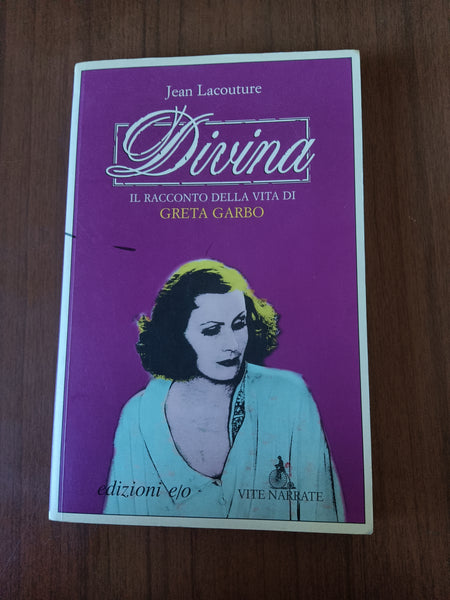 Jean Lacouture
Divina
IL RACCONTO DELLA VITA DI
GRETA GARBO
edizioni e/o
VITE NARRATE